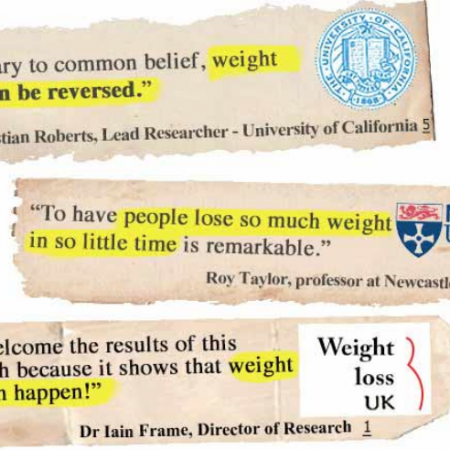 ary to common belief, weight
n be reversed.”
stian Roberts, Lead Researcher - University of California 5
THE UNIVERSITY OF CALIFORNIA
1868
“To have people lose so much weight
in so little time is remarkable.”
Roy Taylor, professor at Newcastle
elcome the results of this
h because it shows that weight
n happen!”
Weight
loss
UK
Dr Iain Frame, Director of Research 1